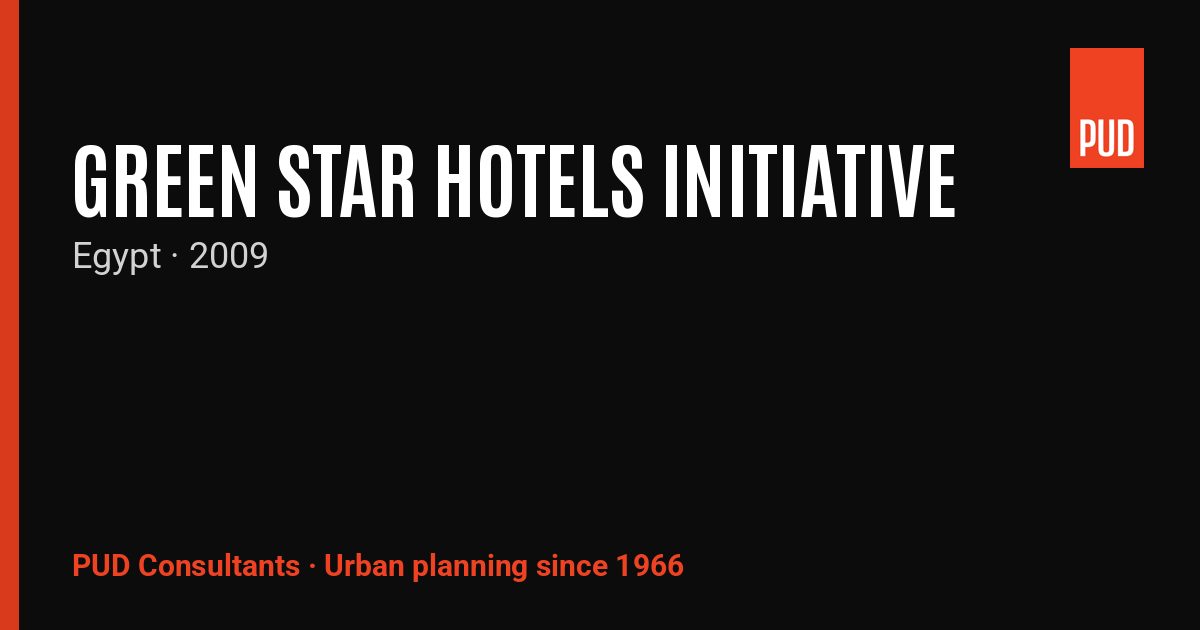 PUD
GREEN STAR HOTELS INITIATIVE
Egypt · 2009
PUD Consultants · Urban planning since 1966